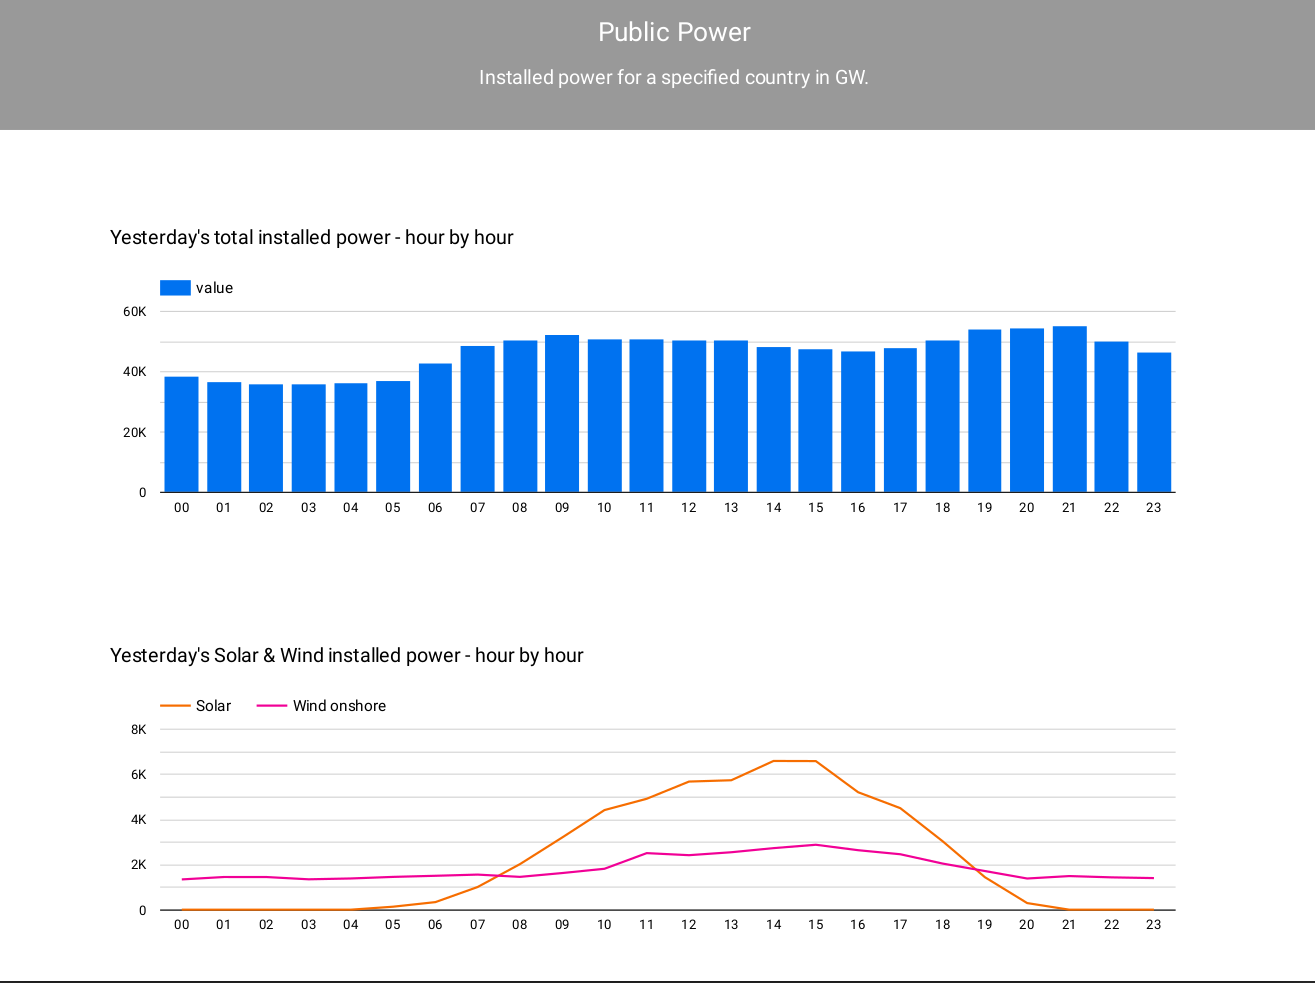 Public Power
Installed power for a specified country in GW.
Yesterday's total installed power - hour by hour
value
60K
40K
20K
0
00 01 02 03 04 05 06 07 08 09 10 11 12 13 14 15 16 17 18 19 20 21 22 23
Yesterday's Solar & Wind installed power - hour by hour
Solar Wind onshore
8K
6K
4K
2K
0
00 01 02 03 04 05 06 07 08 09 10 11 12 13 14 15 16 17 18 19 20 21 22 23